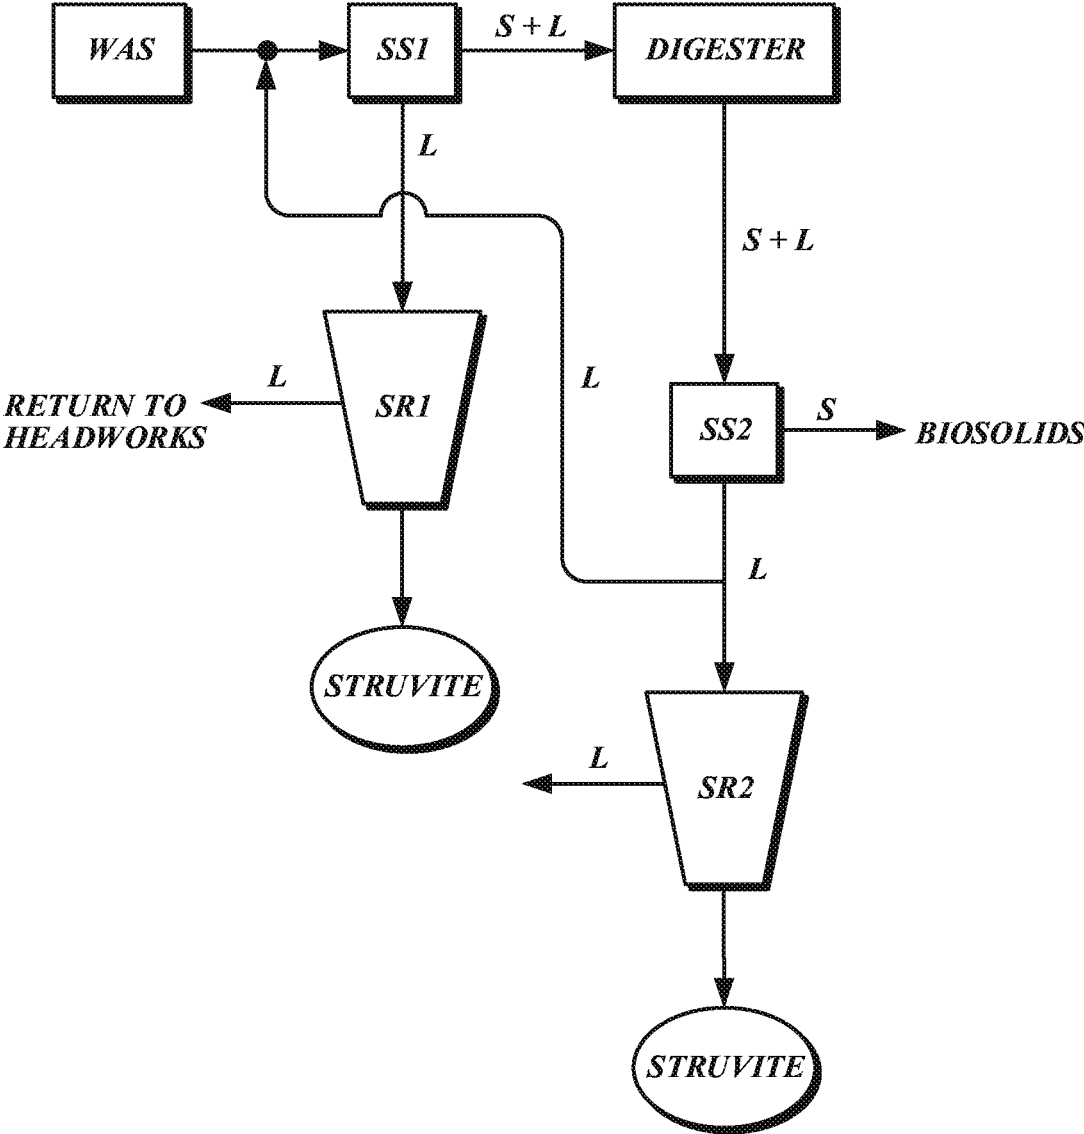 WAS
SS1
S + L
DIGESTER
L
S + L
L
RETURN TO
HEADWORKS
SR1
L
SS2
S
BIOSOLIDS
L
STRUVITE
L
SR2
STRUVITE